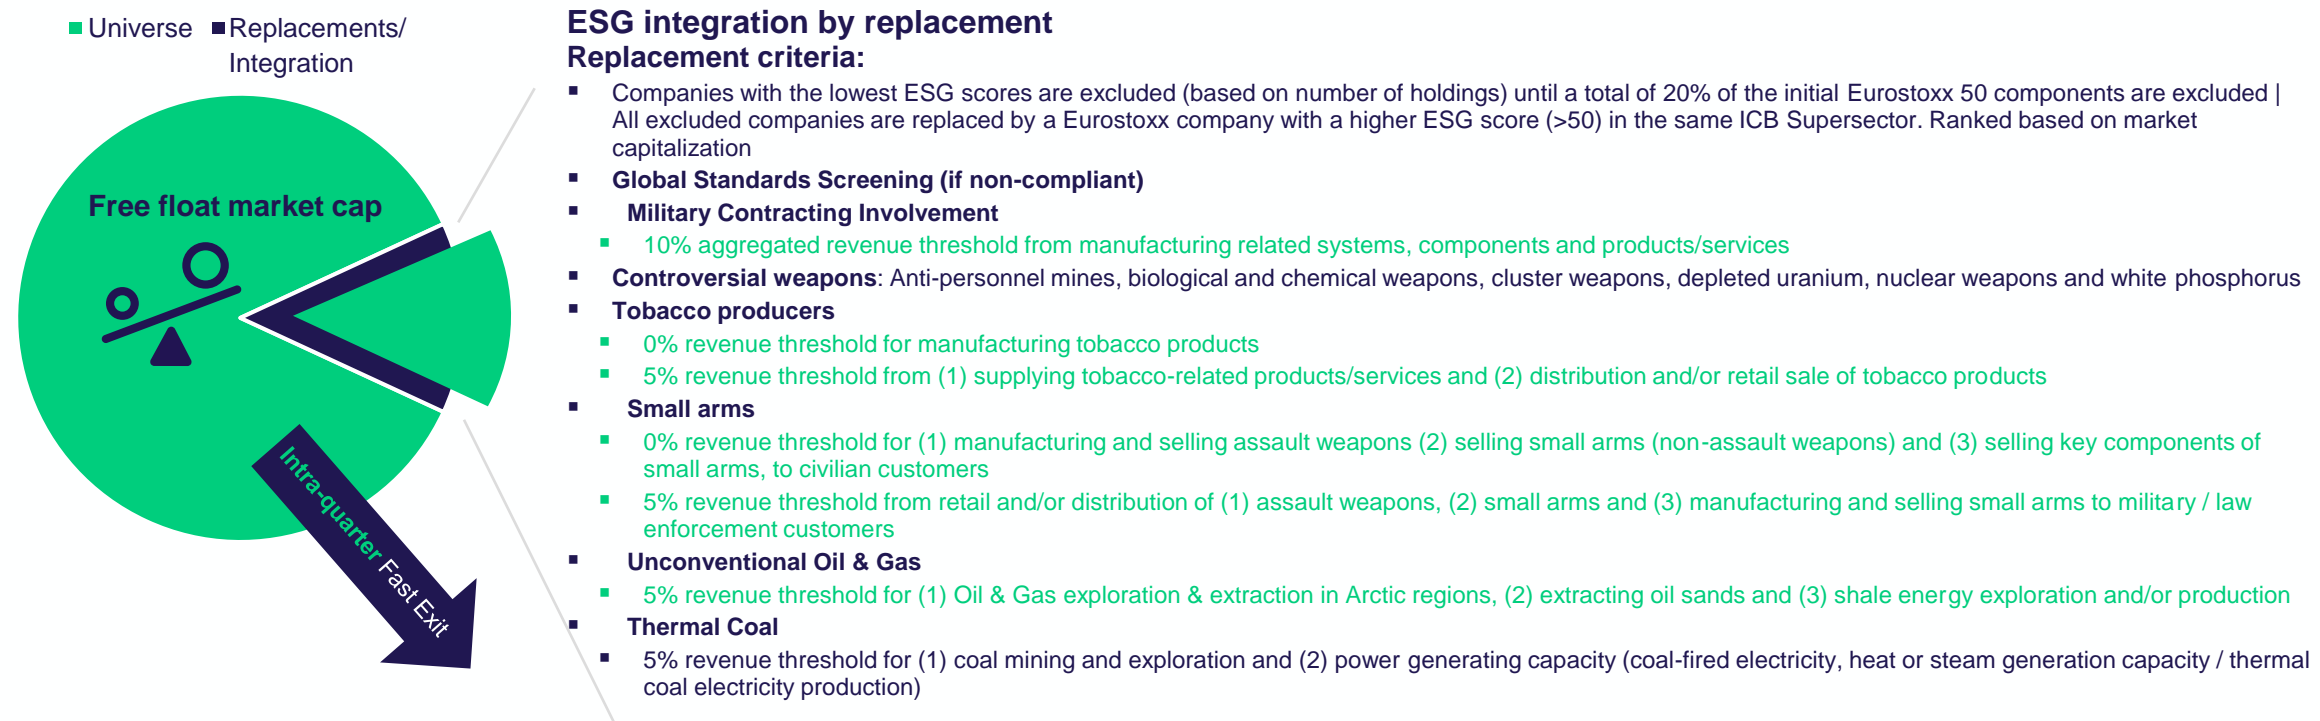 Universe
Replacements/
Integration
Free float market cap
Intra-quarter Fast Exit
ESG integration by replacement
Replacement criteria:
▪ Companies with the lowest ESG scores are excluded (based on number of holdings) until a total of 20% of the initial Eurostoxx 50 components are excluded |
All excluded companies are replaced by a Eurostoxx company with a higher ESG score (>50) in the same ICB Supersector. Ranked based on market
capitalization
▪ Global Standards Screening (if non-compliant)
▪ Military Contracting Involvement
▪ 10% aggregated revenue threshold from manufacturing related systems, components and products/services
▪ Controversial weapons: Anti-personnel mines, biological and chemical weapons, cluster weapons, depleted uranium, nuclear weapons and white phosphorus
▪ Tobacco producers
▪ 0% revenue threshold for manufacturing tobacco products
▪ 5% revenue threshold from (1) supplying tobacco-related products/services and (2) distribution and/or retail sale of tobacco products
▪ Small arms
▪ 0% revenue threshold for (1) manufacturing and selling assault weapons (2) selling small arms (non-assault weapons) and (3) selling key components of
small arms, to civilian customers
▪ 5% revenue threshold from retail and/or distribution of (1) assault weapons, (2) small arms and (3) manufacturing and selling small arms to military / law
enforcement customers
▪ Unconventional Oil & Gas
▪ 5% revenue threshold for (1) Oil & Gas exploration & extraction in Arctic regions, (2) extracting oil sands and (3) shale energy exploration and/or production
▪ Thermal Coal
▪ 5% revenue threshold for (1) coal mining and exploration and (2) power generating capacity (coal-fired electricity, heat or steam generation capacity / thermal
coal electricity production)